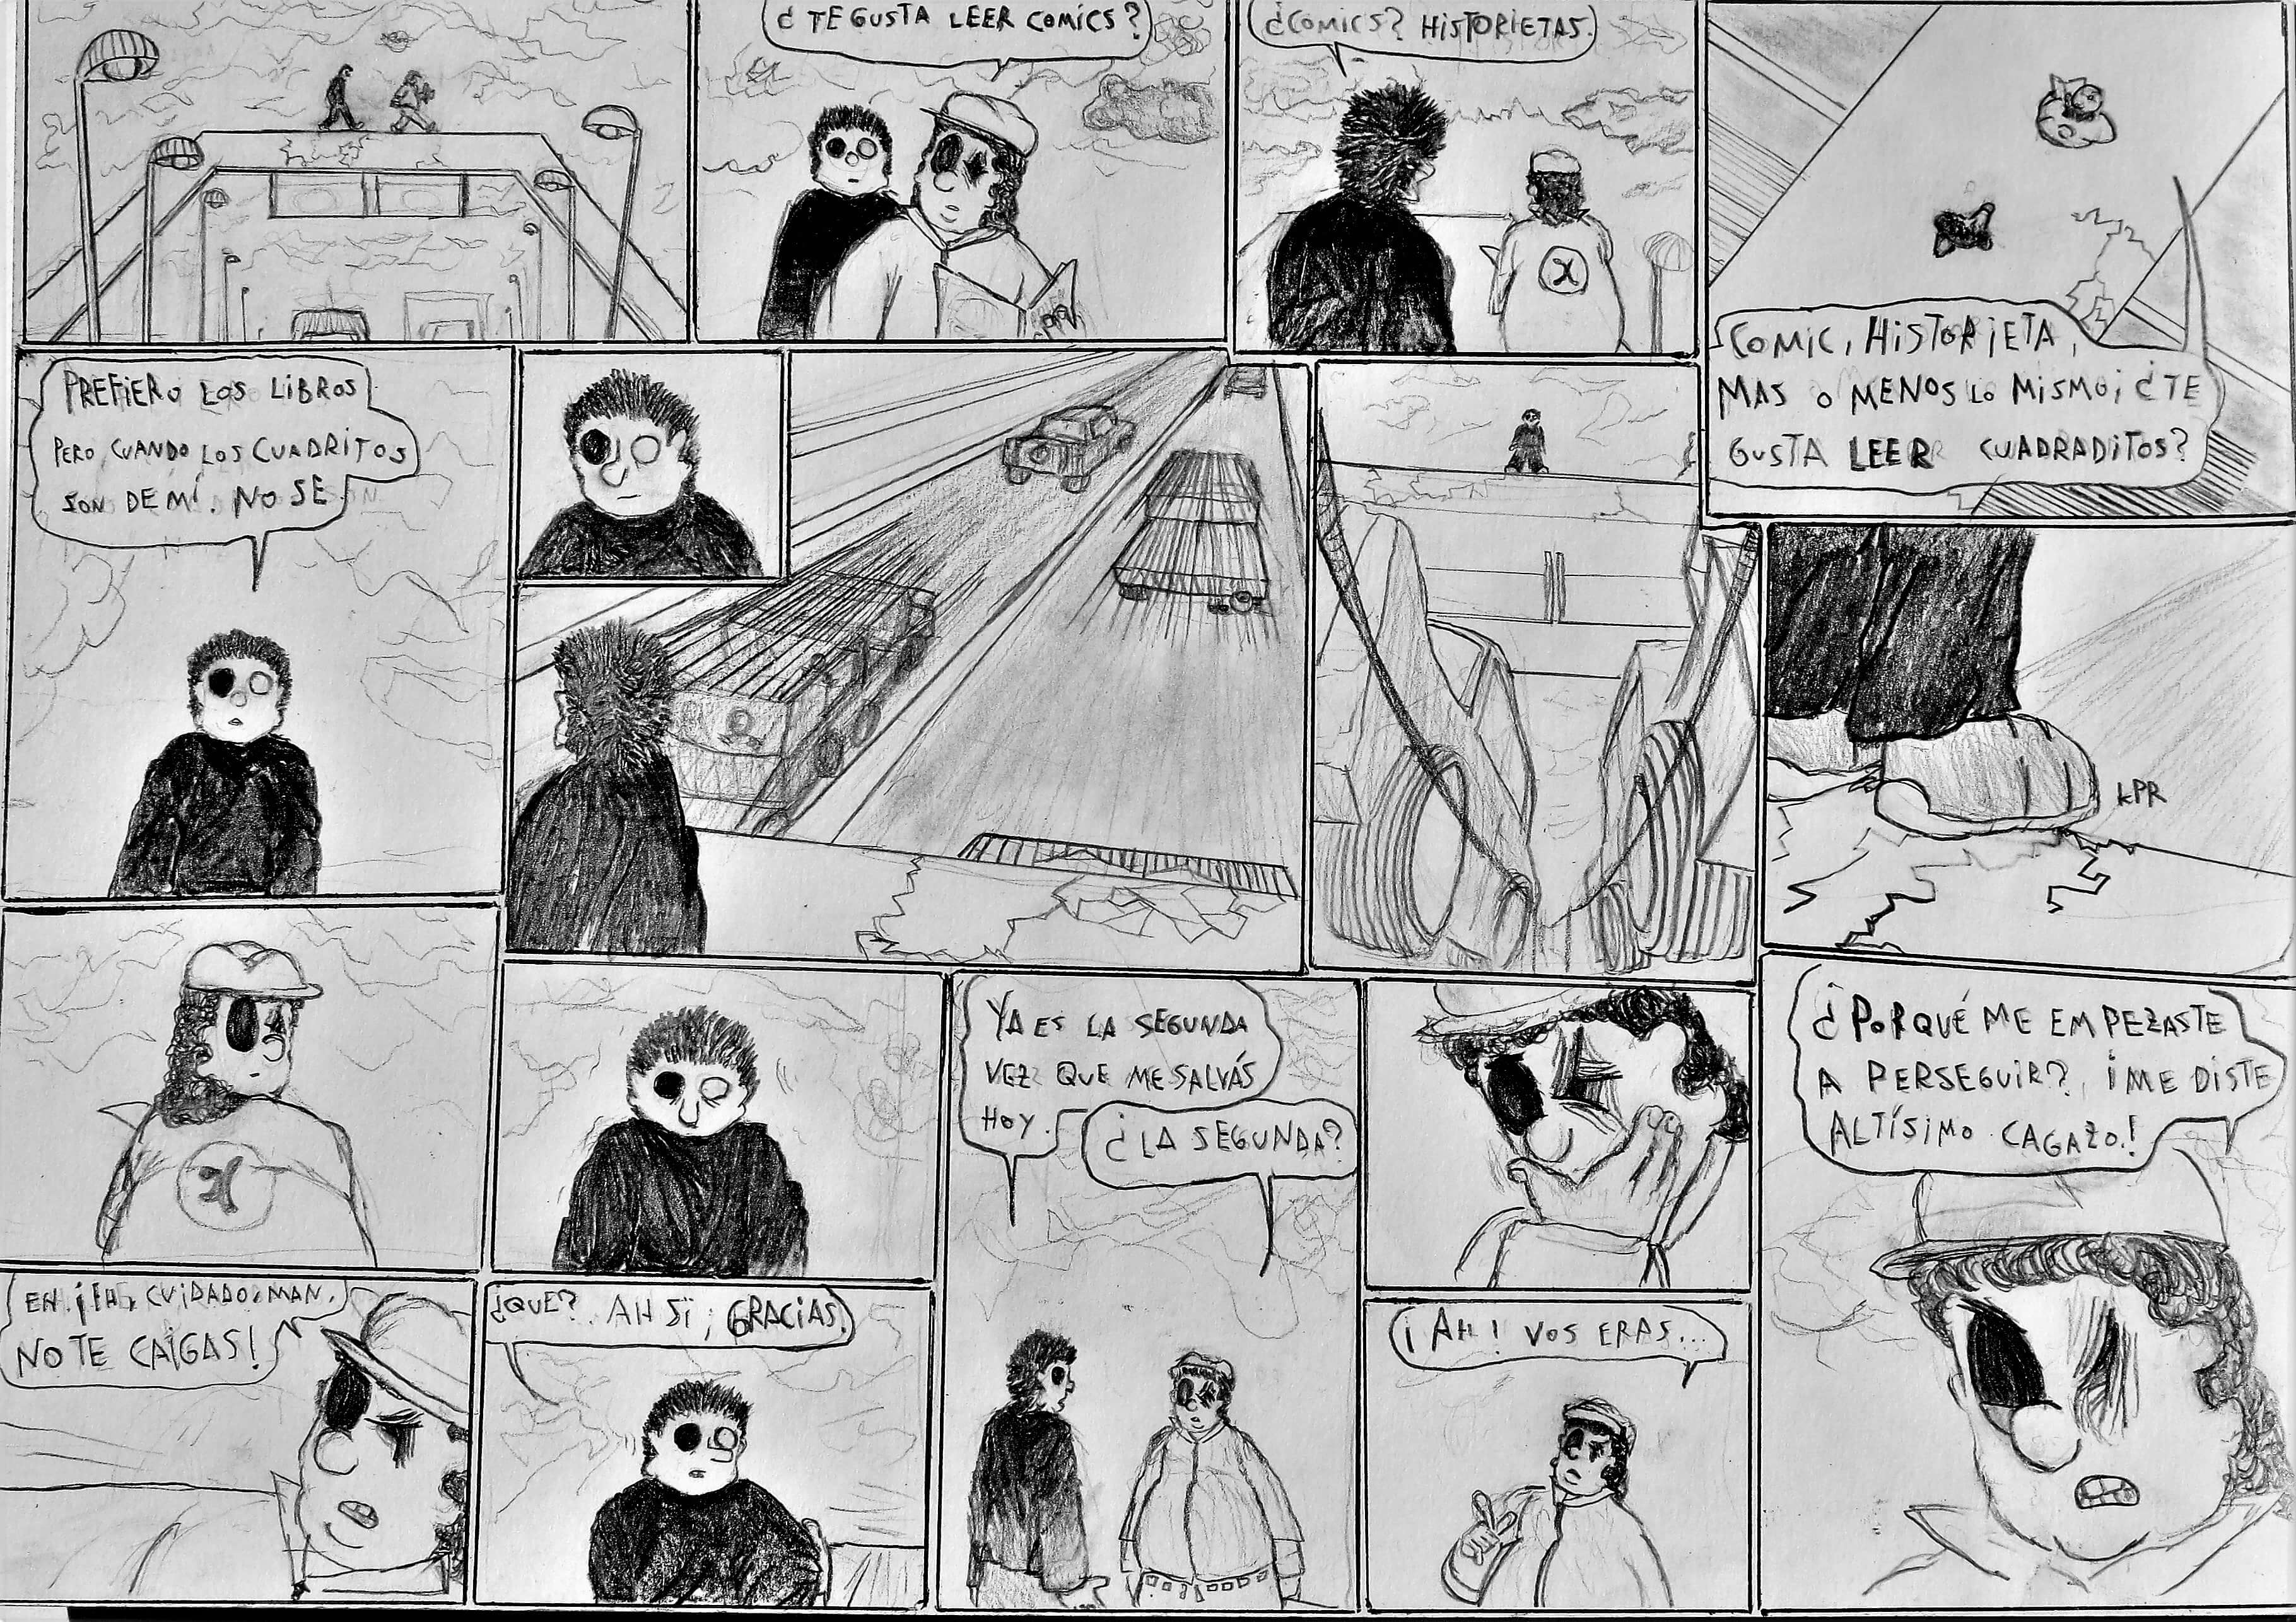 ¿TE GUSTA LEER COMICS?
¿COMICS? HISTORIETAS.
COMIC, HISTORIETA,
MAS O MENOS LO MISMO; ¿TE
GUSTA LEER CUADRADITOS?
PREFIERO LOS LIBROS
PERO CUANDO LOS CUADRITOS
SON DE MÍ. NO SE.
KPR
EH ¡EH, CUIDADO, MAN.
NO TE CAIGAS!
¿QUE? AH SI; GRACIAS.
YA ES LA SEGUNDA
VEZ QUE ME SALVÁS
HOY.
¿LA SEGUNDA?
¡AH! VOS ERAS...
¿PORQUÉ ME EMPEZASTE
A PERSEGUIR? ¡ME DISTE
ALTÍSIMO CAGAZO!